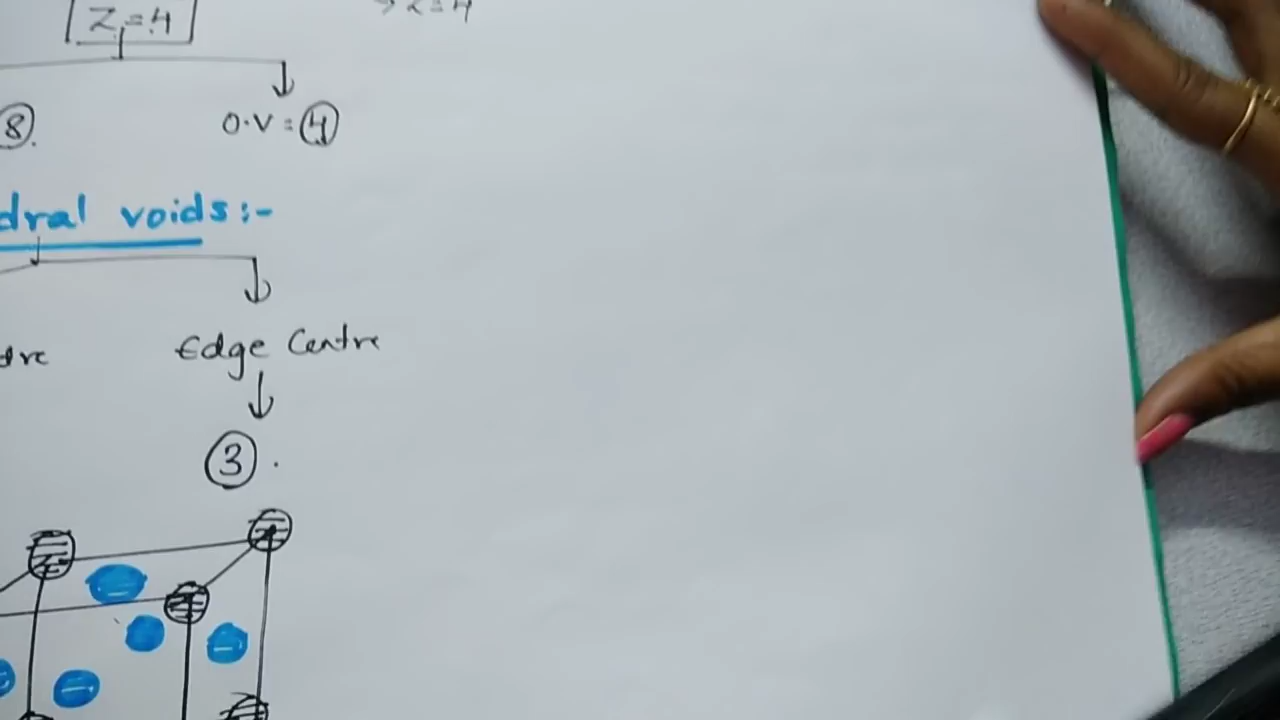 Z = 4
⑧.
O.V = ④
dral voids:-
Edge Centre
③.